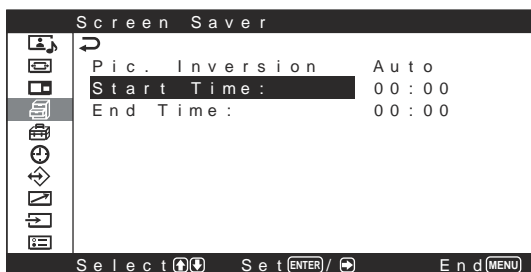 Screen Saver
Pic. Inversion Auto
Start Time: 00:00
End Time: 00:00
Select Set ENTER / End MENU